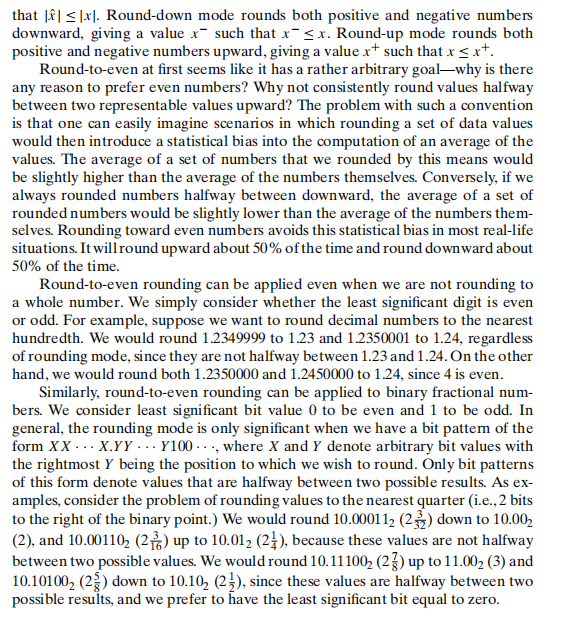 that |x̂| ≤ |x|. Round-down mode rounds both positive and negative numbers
downward, giving a value x⁻ such that x⁻ ≤ x. Round-up mode rounds both
positive and negative numbers upward, giving a value x⁺ such that x ≤ x⁺.
Round-to-even at first seems like it has a rather arbitrary goal—why is there
any reason to prefer even numbers? Why not consistently round values halfway
between two representable values upward? The problem with such a convention
is that one can easily imagine scenarios in which rounding a set of data values
would then introduce a statistical bias into the computation of an average of the
values. The average of a set of numbers that we rounded by this means would
be slightly higher than the average of the numbers themselves. Conversely, if we
always rounded numbers halfway between downward, the average of a set of
rounded numbers would be slightly lower than the average of the numbers them-
selves. Rounding toward even numbers avoids this statistical bias in most real-life
situations. It will round upward about 50% of the time and round downward about
50% of the time.
Round-to-even rounding can be applied even when we are not rounding to
a whole number. We simply consider whether the least significant digit is even
or odd. For example, suppose we want to round decimal numbers to the nearest
hundredth. We would round 1.2349999 to 1.23 and 1.2350001 to 1.24, regardless
of rounding mode, since they are not halfway between 1.23 and 1.24. On the other
hand, we would round both 1.2350000 and 1.2450000 to 1.24, since 4 is even.
Similarly, round-to-even rounding can be applied to binary fractional num-
bers. We consider least significant bit value 0 to be even and 1 to be odd. In
general, the rounding mode is only significant when we have a bit pattern of the
form XX · · · X.YY · · · Y100 · · ·, where X and Y denote arbitrary bit values with
the rightmost Y being the position to which we wish to round. Only bit patterns
of this form denote values that are halfway between two possible results. As ex-
amples, consider the problem of rounding values to the nearest quarter (i.e., 2 bits
to the right of the binary point.) We would round 10.00011₂ (2 3/32) down to 10.00₂
(2), and 10.00110₂ (2 3/16) up to 10.01₂ (2 1/4), because these values are not halfway
between two possible values. We would round 10.11100₂ (2 7/8) up to 11.00₂ (3) and
10.10100₂ (2 5/8) down to 10.10₂ (2 1/2), since these values are halfway between two
possible results, and we prefer to have the least significant bit equal to zero.